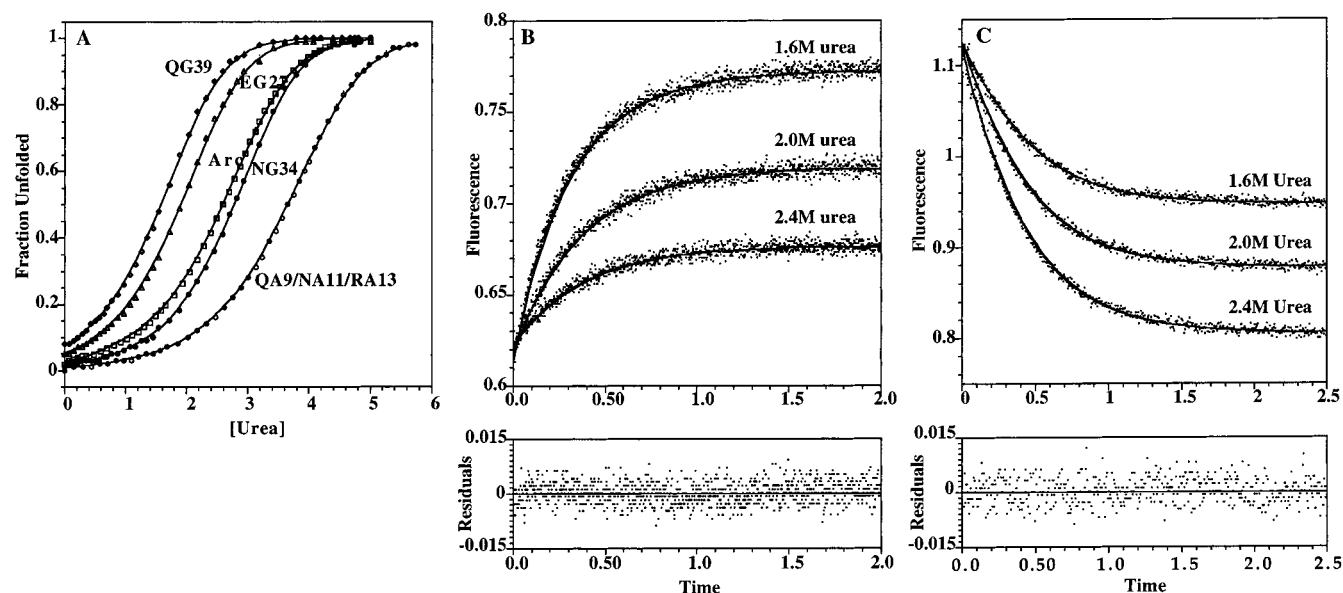 A
QG39
EG27
Arc
NG34
QA9/NA11/RA13
Fraction Unfolded
1
0.8
0.6
0.4
0.2
0
0 1 2 3 4 5 6
[Urea]
B
1.6M urea
2.0M urea
2.4M urea
Fluorescence
0.8
0.75
0.7
0.65
0.6
0.0 0.50 1.0 1.5 2.0
Residuals
0.015
0
-0.015
0.0 0.50 1.0 1.5 2.0
Time
C
1.6M Urea
2.0M Urea
2.4M Urea
Fluorescence
1.1
1
0.9
0.8
0.0 0.5 1 1.5 2.0 2.5
Residuals
0.015
0
-0.015
0.0 0.5 1.0 1.5 2.0 2.5
Time